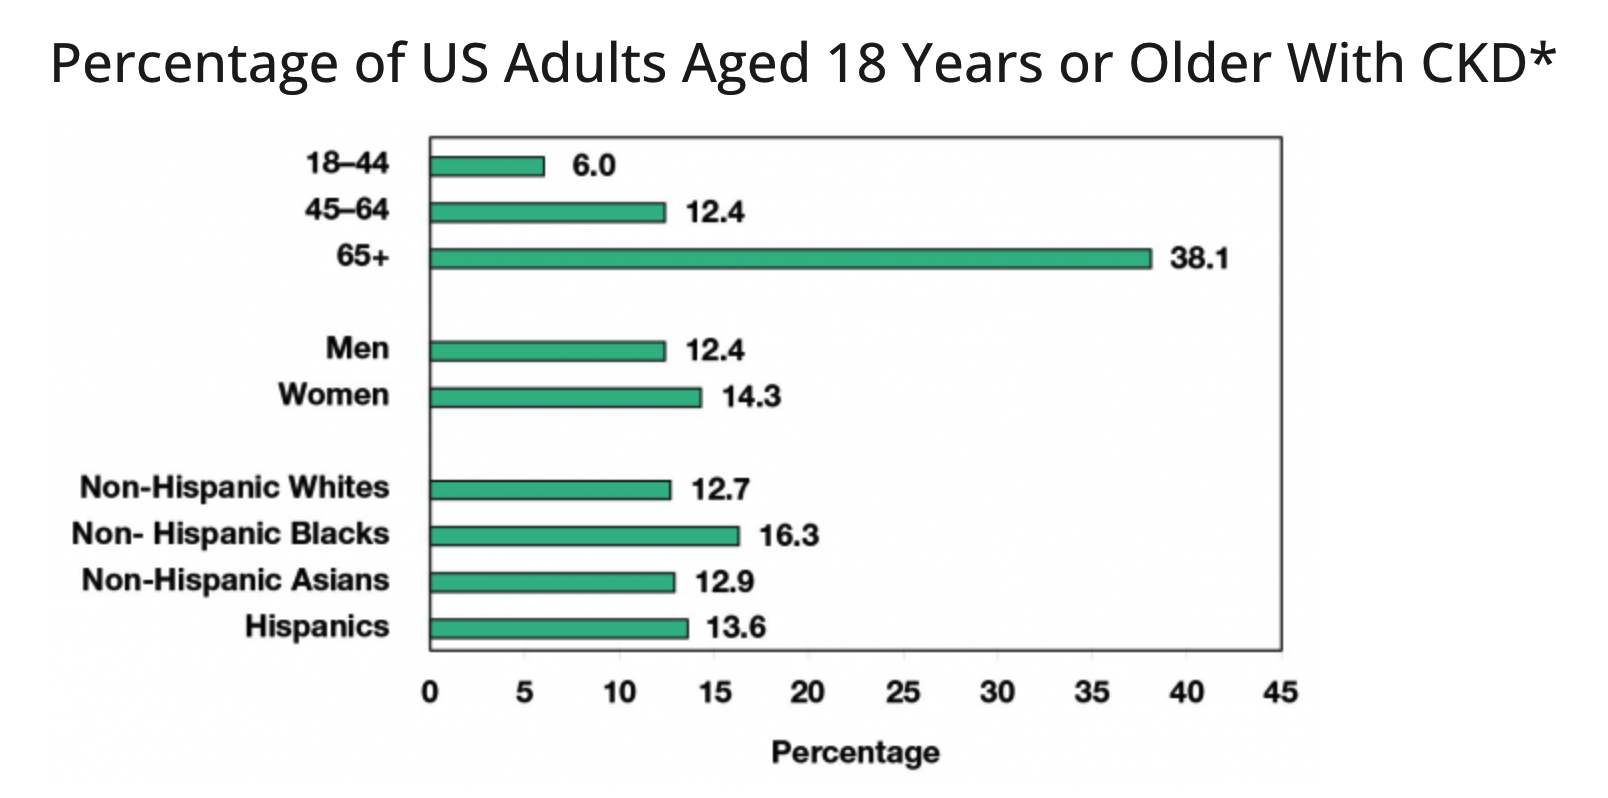 Percentage of US Adults Aged 18 Years or Older With CKD*
18–44 6.0
45–64 12.4
65+ 38.1
Men 12.4
Women 14.3
Non-Hispanic Whites 12.7
Non- Hispanic Blacks 16.3
Non-Hispanic Asians 12.9
Hispanics 13.6
0 5 10 15 20 25 30 35 40 45
Percentage